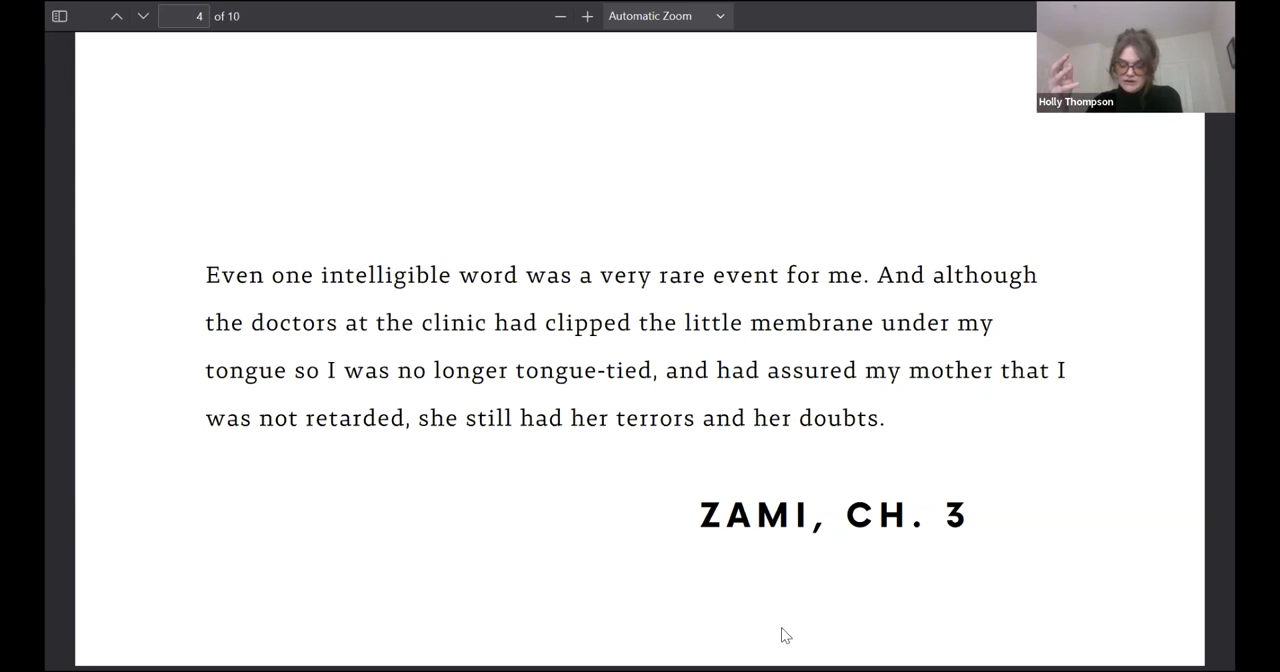 4 of 10
Automatic Zoom
Holly Thompson
Even one intelligible word was a very rare event for me. And although
the doctors at the clinic had clipped the little membrane under my
tongue so I was no longer tongue-tied, and had assured my mother that I
was not retarded, she still had her terrors and her doubts.
ZAMI, CH. 3